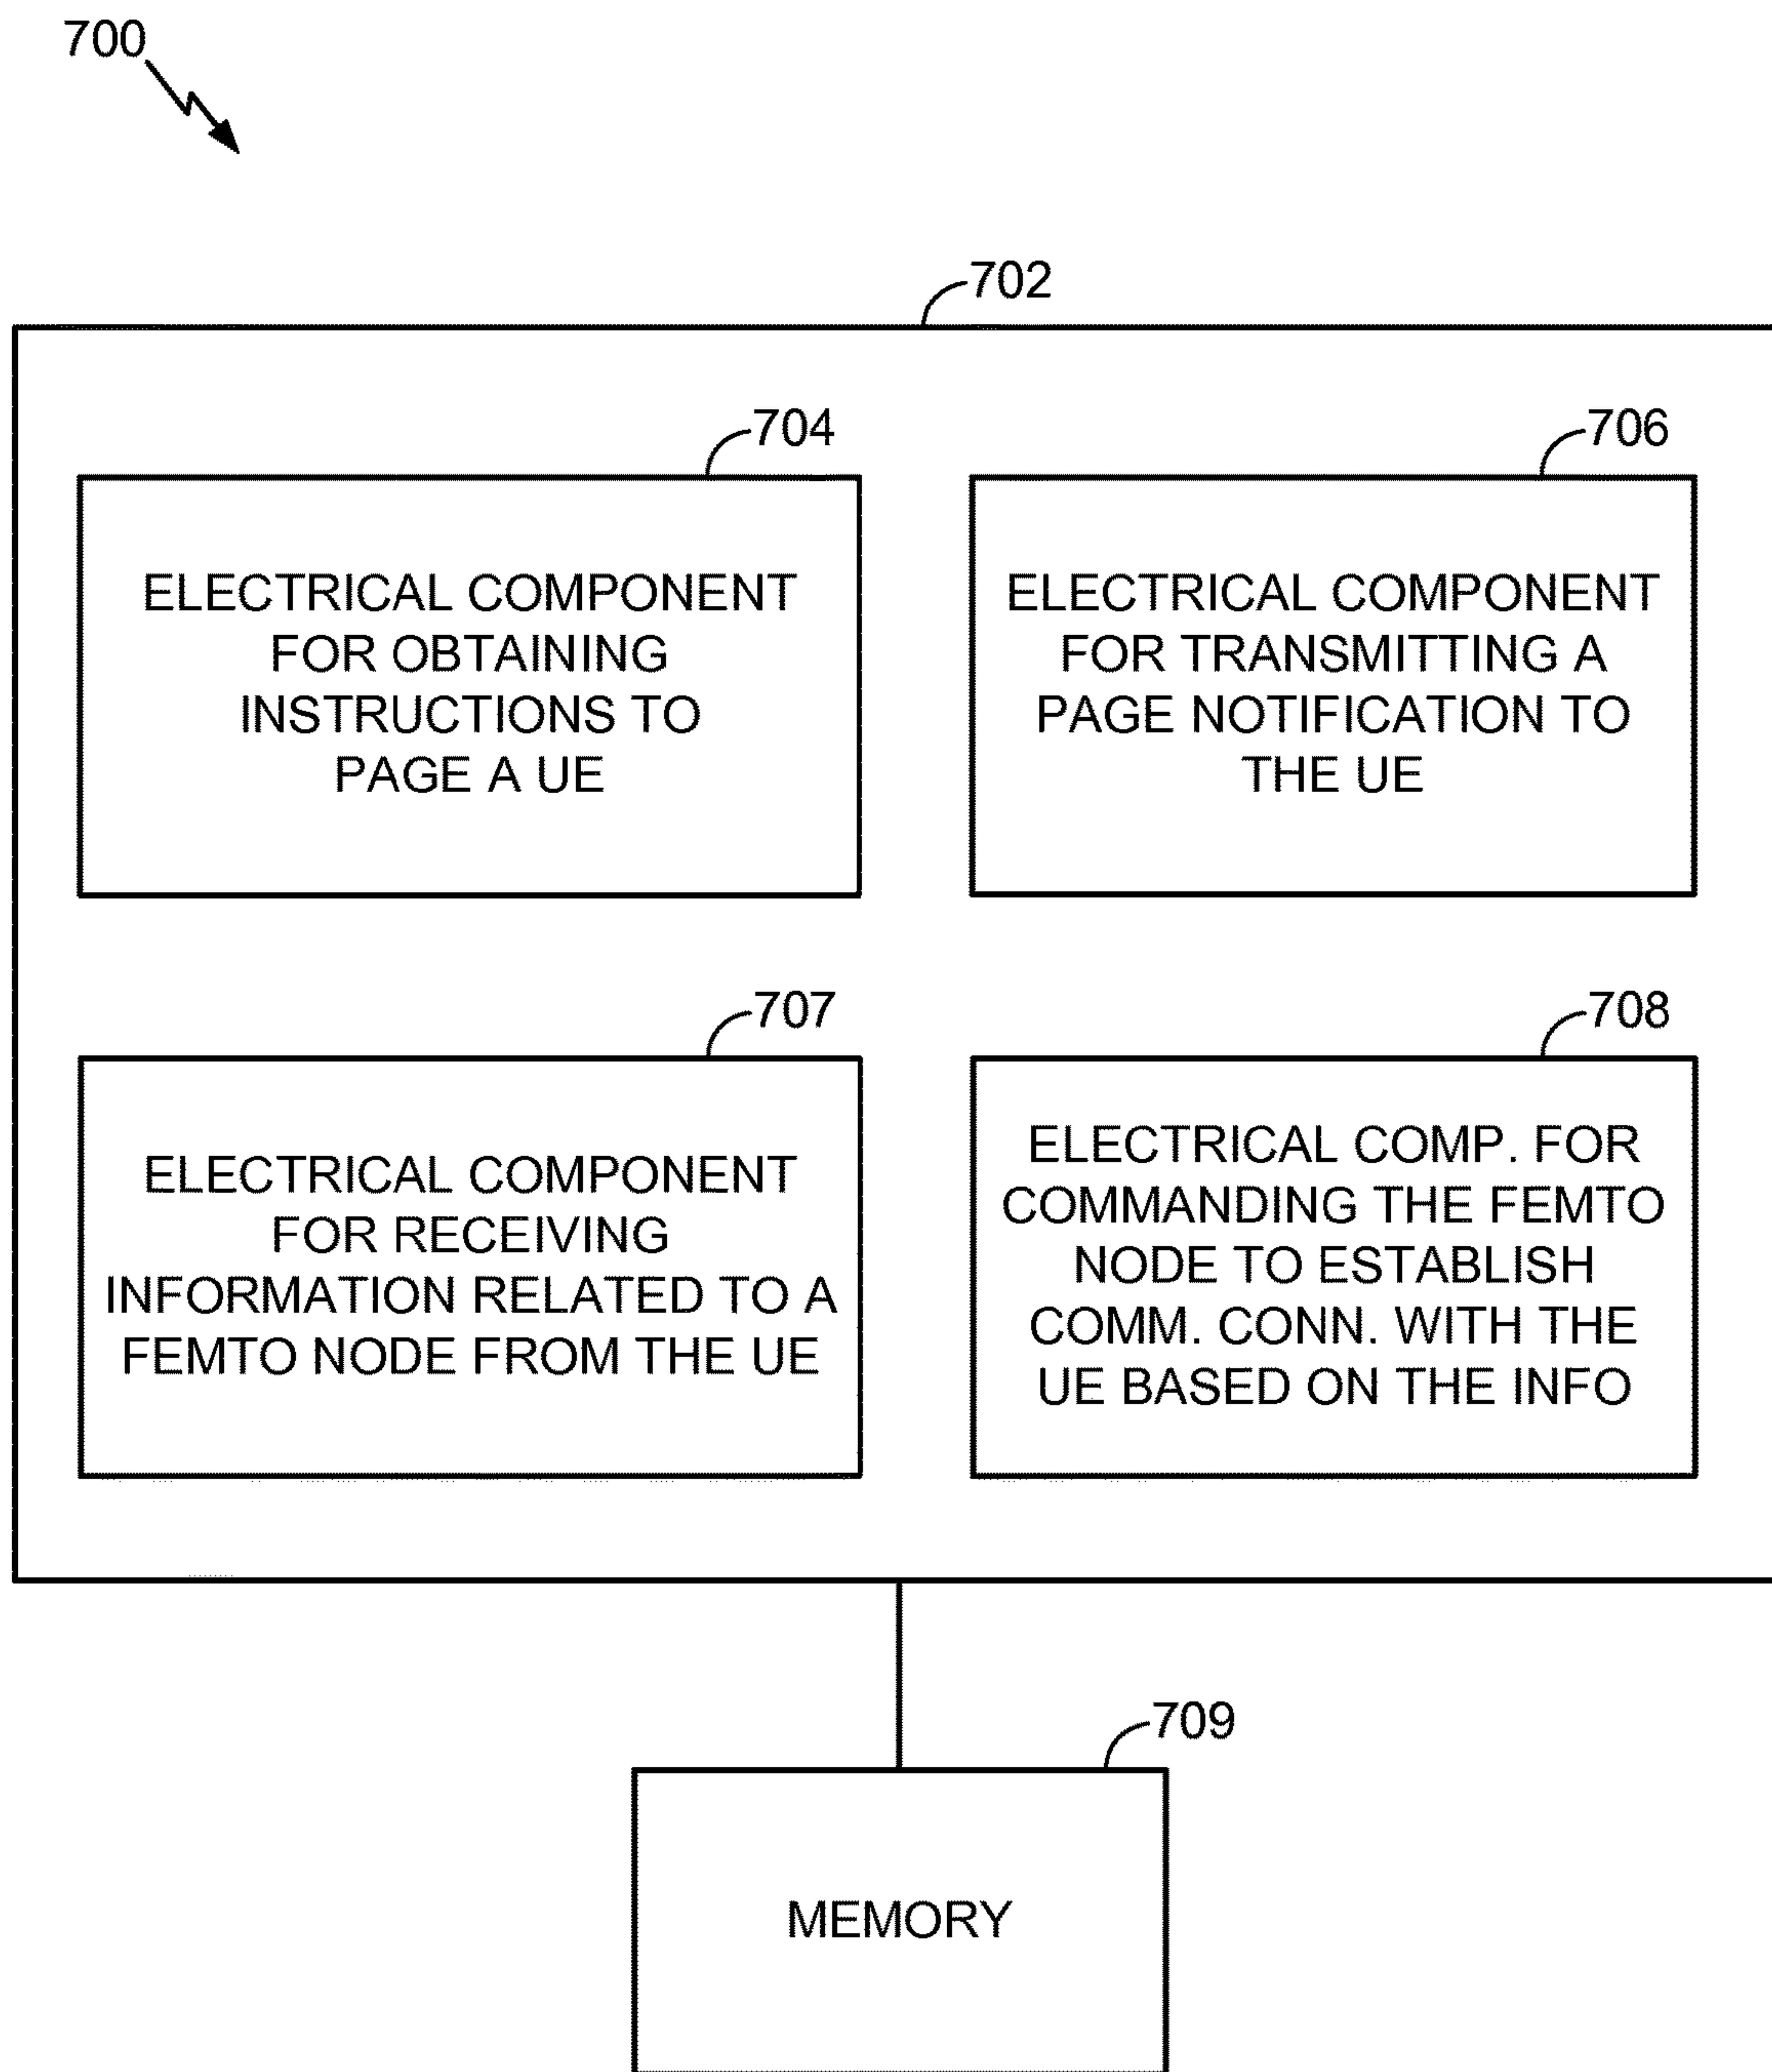 700
702
704
706
ELECTRICAL COMPONENT
FOR OBTAINING
INSTRUCTIONS TO
PAGE A UE
ELECTRICAL COMPONENT
FOR TRANSMITTING A
PAGE NOTIFICATION TO
THE UE
707
708
ELECTRICAL COMPONENT
FOR RECEIVING
INFORMATION RELATED TO A
FEMTO NODE FROM THE UE
ELECTRICAL COMP. FOR
COMMANDING THE FEMTO
NODE TO ESTABLISH
COMM. CONN. WITH THE
UE BASED ON THE INFO
709
MEMORY